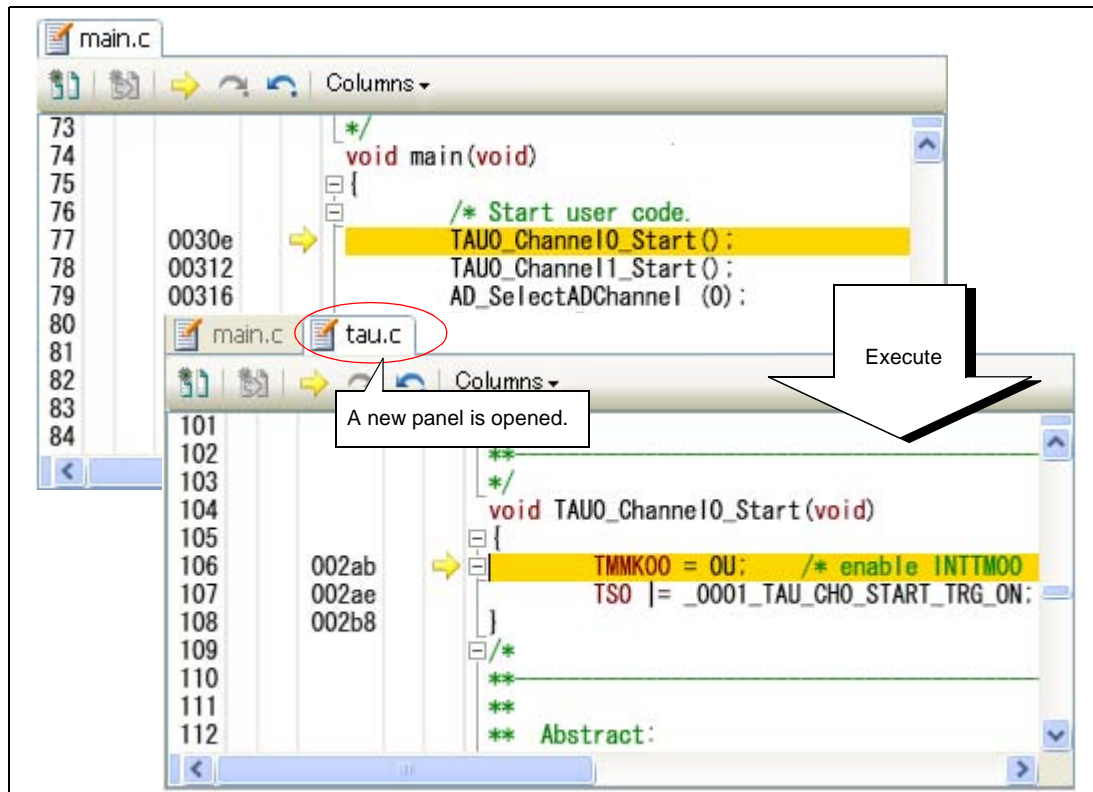 main.c
Columns
73 */
74 void main(void)
75 {
76 /* Start user code.
77 0030e TAU0_Channel0_Start();
78 00312 TAU0_Channel1_Start();
79 00316 AD_SelectADChannel (0);
80
81
82
83
84
Execute
main.c tau.c
Columns
A new panel is opened.
101
102 **----------------------------------------
103 */
104 void TAU0_Channel0_Start(void)
105 {
106 002ab TMMK00 = 0U; /* enable INTTM00
107 002ae TS0 |= _0001_TAU_CH0_START_TRG_ON;
108 002b8 }
109 /*
110 **----------------------------------------
111 **
112 ** Abstract: